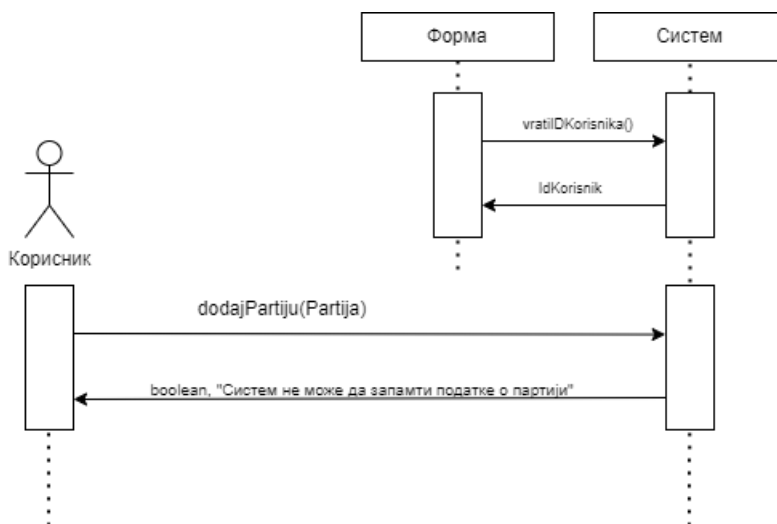 Форма
Систем
vratiIDKorisnika()
IdKorisnik
Корисник
dodajPartiju(Partija)
boolean, "Систем не може да запамти податке о партији"